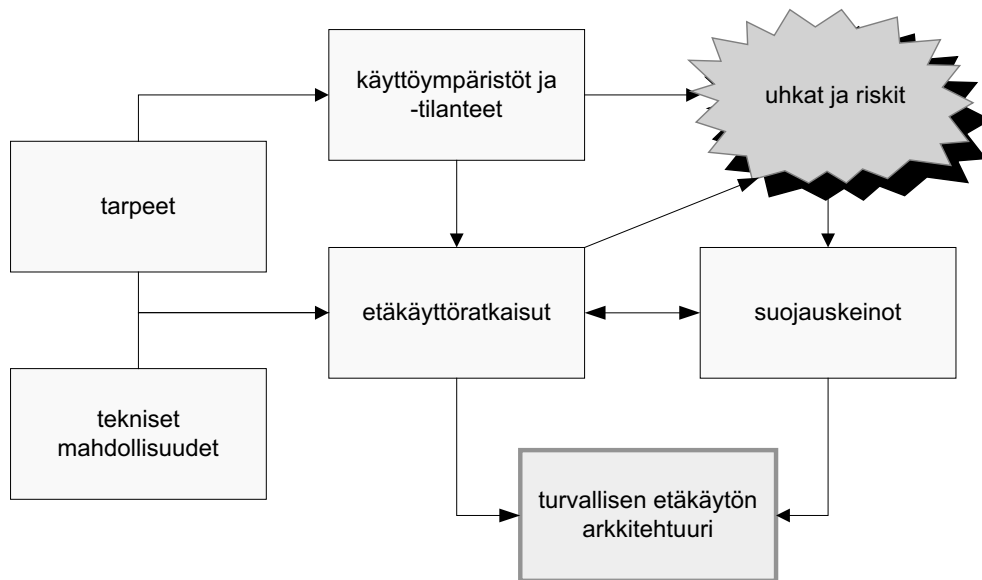 käyttöympäristöt ja
-tilanteet
uhkat ja riskit
tarpeet
etäkäyttöratkaisut
suojauskeinot
tekniset
mahdollisuudet
turvallisen etäkäytön
arkkitehtuuri